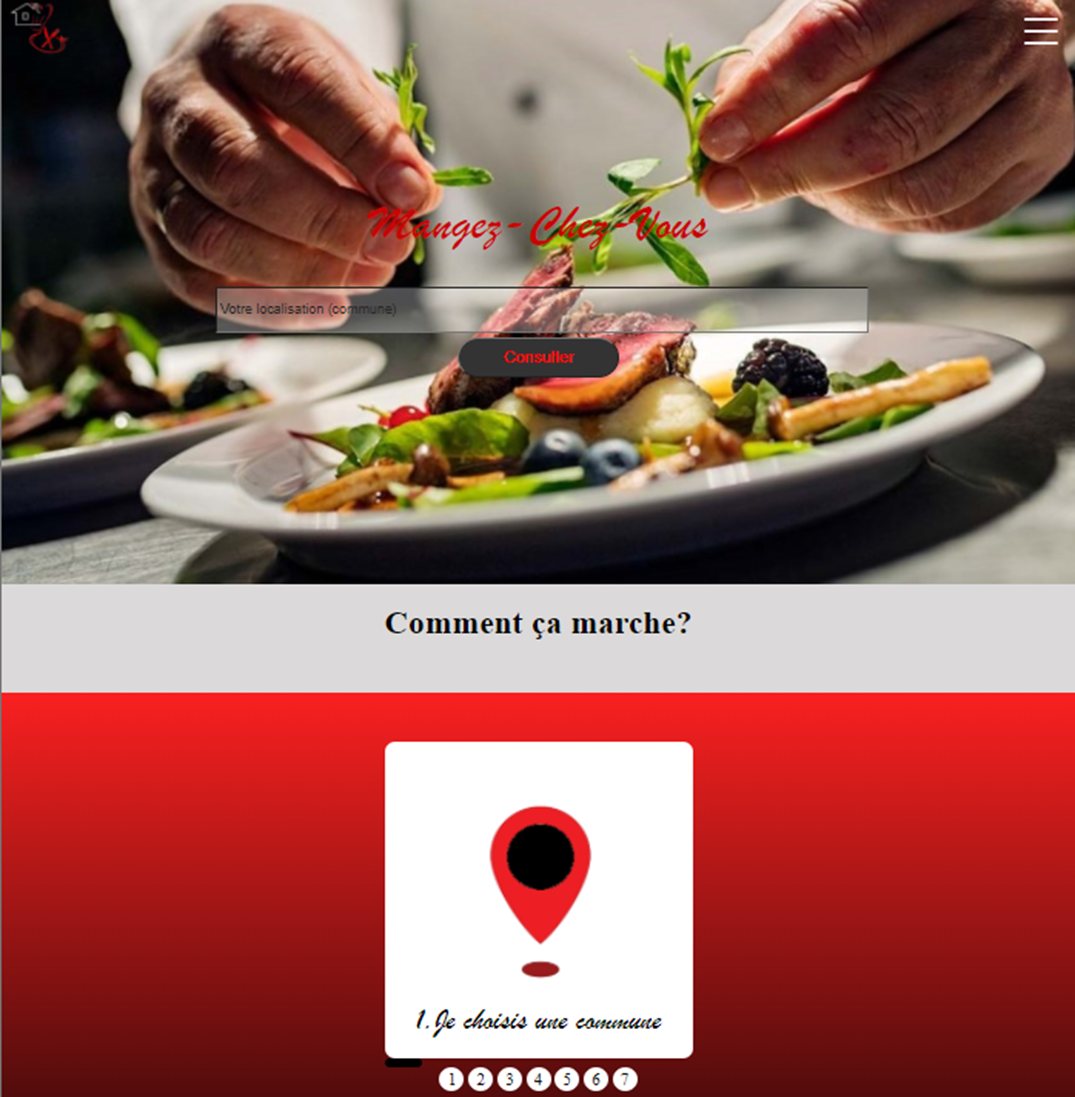 Mangez-Chez-Vous
Votre localisation (commune)
Consulter
Comment ça marche?
1. Je choisis une commune
1 2 3 4 5 6 7